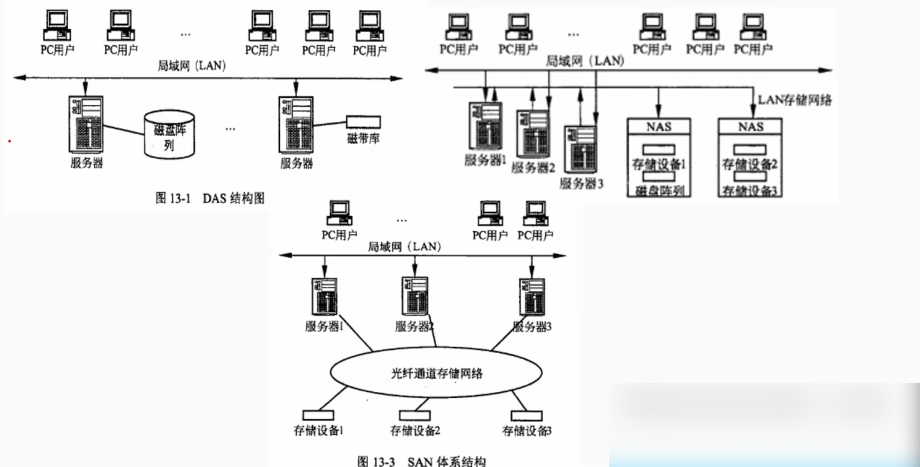 PC用户 PC用户 … PC用户 PC用户 PC用户
局域网 (LAN)
磁盘阵
列
…
磁带库
服务器 服务器
图 13-1 DAS 结构图
PC用户 PC用户 … PC用户 PC用户 PC用户
局域网 (LAN)
LAN存储网络
服务器1
服务器2
服务器3
NAS
存储设备1
磁盘阵列
NAS
存储设备2
存储设备3
PC用户 … PC用户 PC用户
局域网 (LAN)
服务器1 服务器2 服务器3
光纤通道存储网络
存储设备1 存储设备2 存储设备3
图 13-3 SAN 体系结构